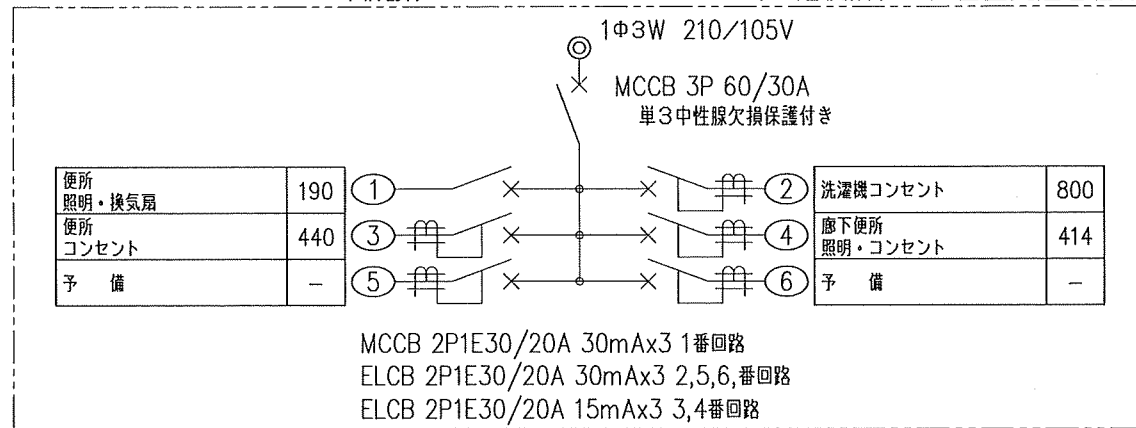 1Φ3W 210/105V
MCCB 3P 60/30A
単3中性線欠損保護付き
便所
照明・換気扇 190 1
2 洗濯機コンセント 800
便所
コンセント 440 3
4 廊下便所
照明・コンセント 414
予 備 - 5
6 予 備 -
MCCB 2P1E30/20A 30mAx3 1番回路
ELCB 2P1E30/20A 30mAx3 2,5,6,番回路
ELCB 2P1E30/20A 15mAx3 3,4番回路